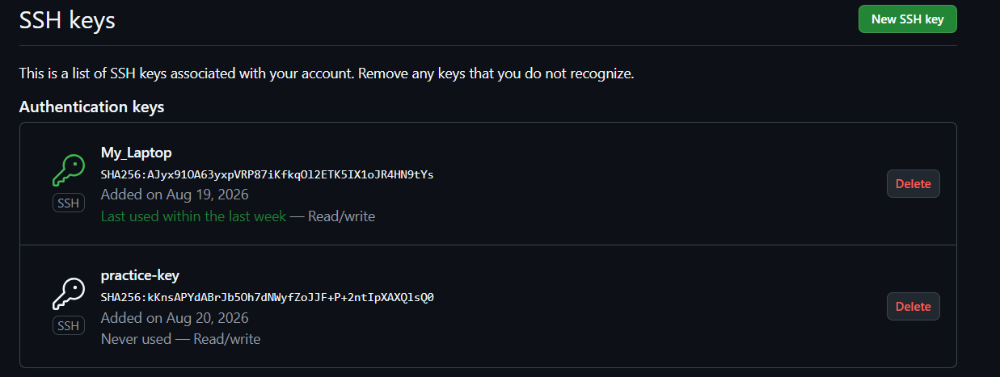 SSH keys
New SSH key
This is a list of SSH keys associated with your account. Remove any keys that you do not recognize.
Authentication keys
My_Laptop
SHA256:AJyx91OA63yxpVRP87iKfkqOl2ETK5IX1oJR4HN9tYs
Added on Aug 19, 2026
Last used within the last week — Read/write
SSH
Delete
practice-key
SHA256:kKnsAPYdABrJb5Oh7dNWyfZoJJF+P+2ntIpXAXQlsQ0
Added on Aug 20, 2026
Never used — Read/write
SSH
Delete